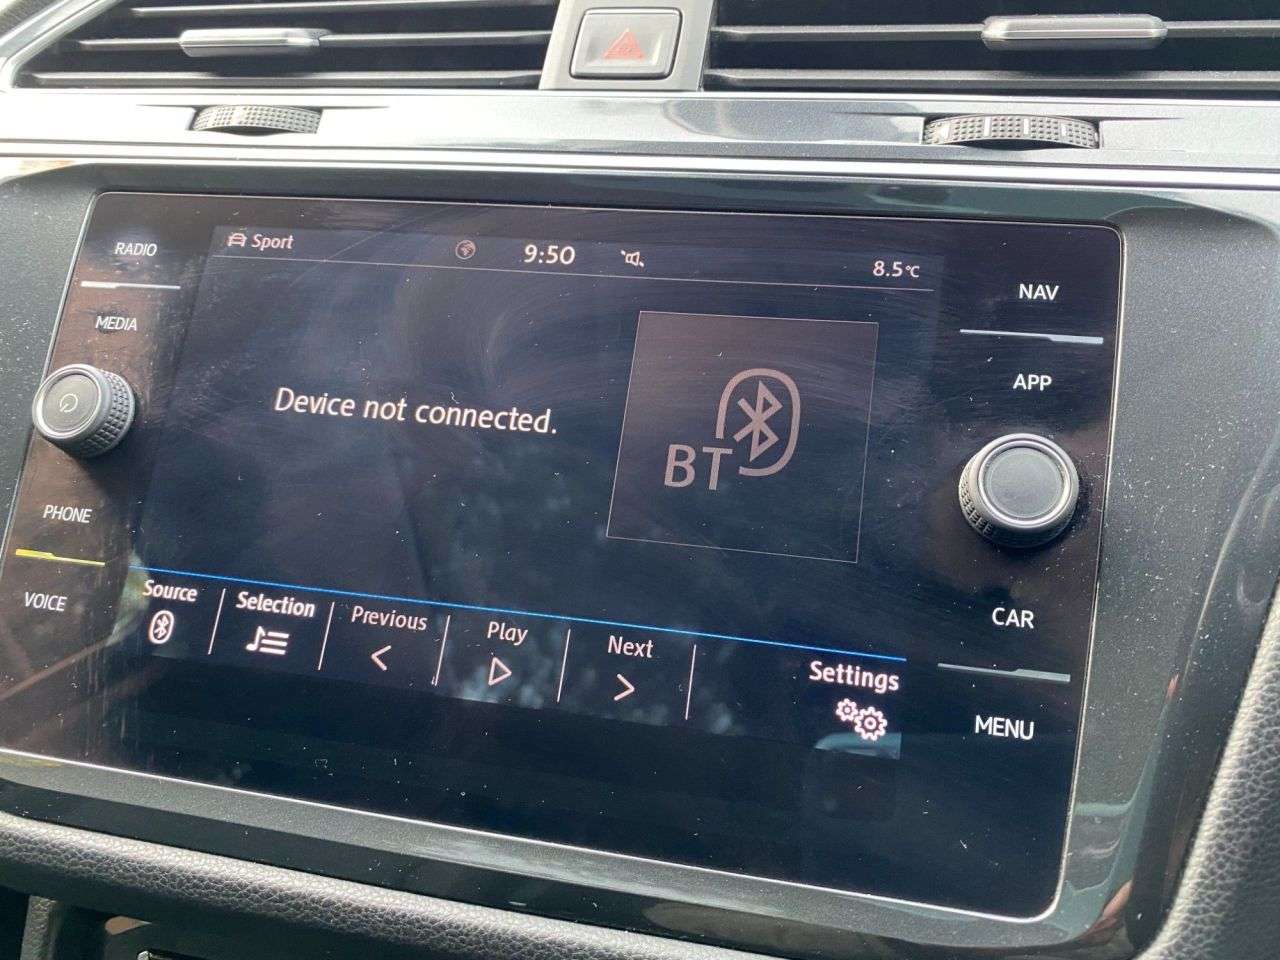 RADIO
MEDIA
PHONE
VOICE
Sport
9:50
8.5°C
Device not connected.
BT
Source
Selection
Previous
Play
Next
Settings
NAV
APP
CAR
MENU